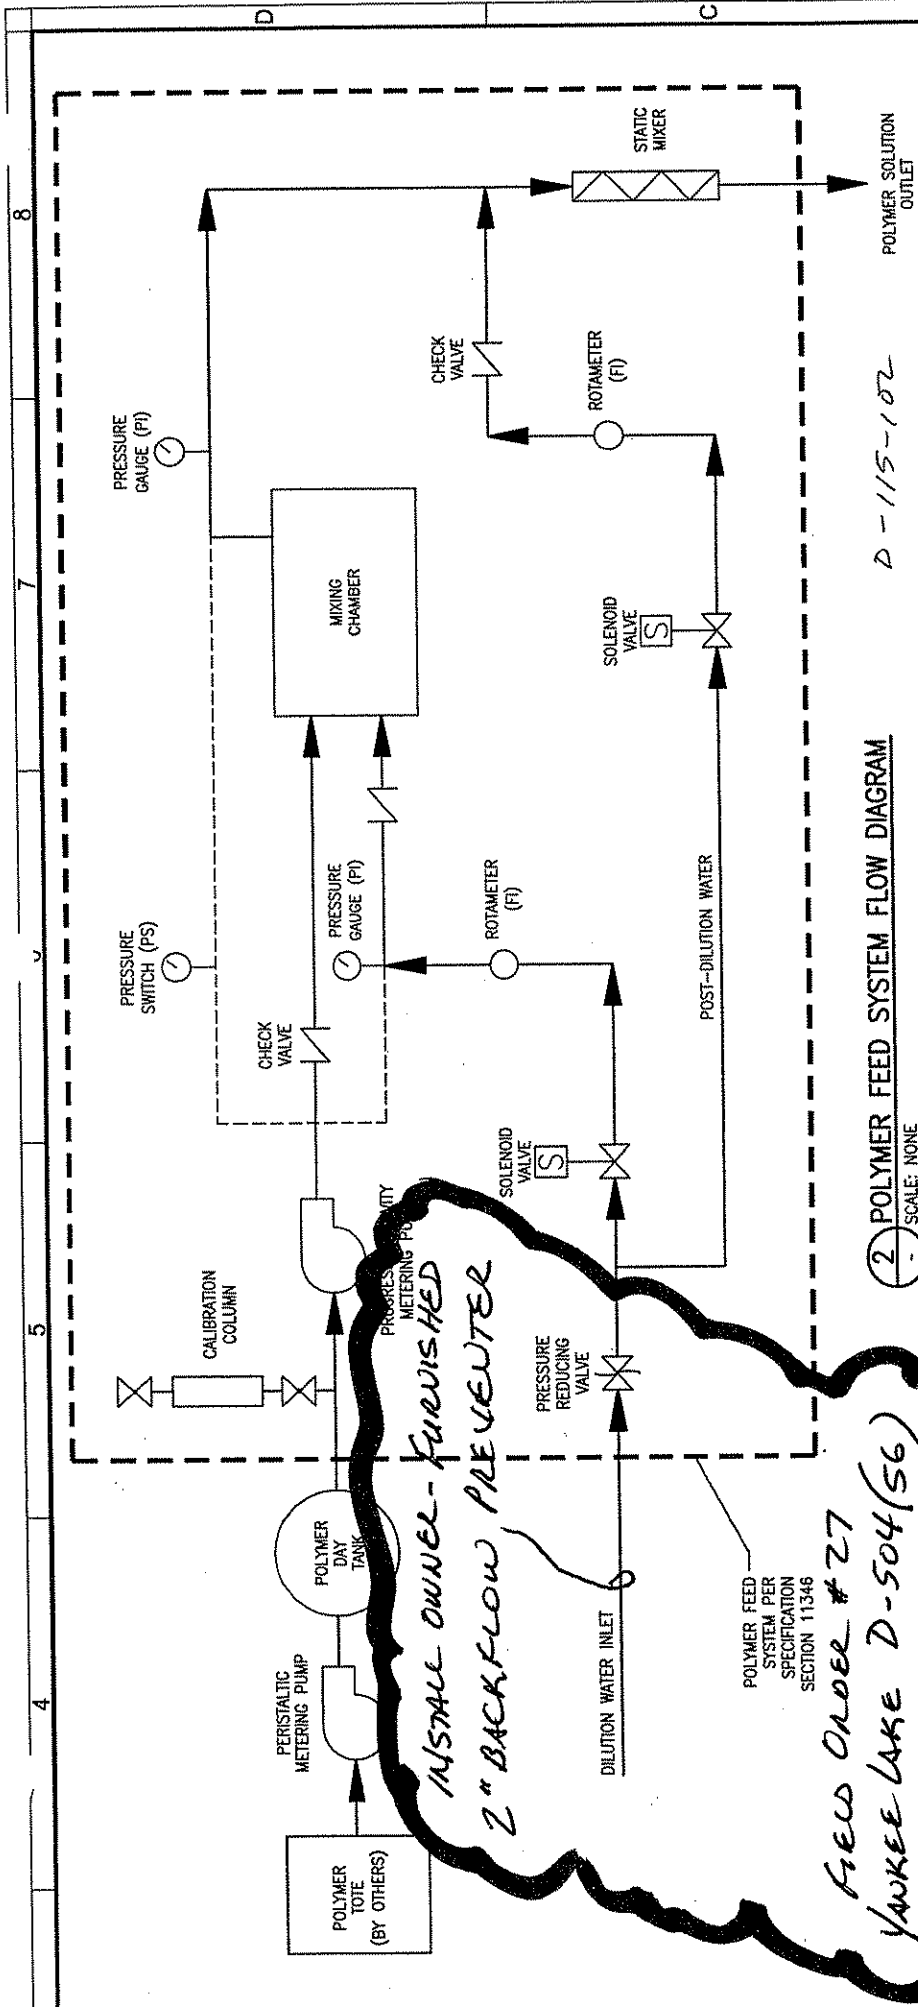 4
5
7
8
D
C
POLYMER
TOTE
(BY OTHERS)
PERISTALTIC
METERING PUMP
POLYMER
DAY
TANK
CALIBRATION
COLUMN
METERING
CHECK
VALVE
PRESSURE
SWITCH (PS)
PRESSURE
GAUGE (PI)
MIXING
CHAMBER
PRESSURE
GAUGE (PI)
INSTALL OWNER-FURNISHED
2" BACKFLOW PREVENTER
DILUTION WATER INLET
PRESSURE
REDUCING
VALVE
SOLENOID
VALVE
S
ROTAMETER
(FI)
POST-DILUTION WATER
SOLENOID
VALVE
S
ROTAMETER
(FI)
CHECK
VALVE
STATIC
MIXER
POLYMER SOLUTION
OUTLET
POLYMER FEED
SYSTEM PER
SPECIFICATION
SECTION 11346
FIELD ORDER #27
YANKEE LAKE D-504(56)
2 POLYMER FEED SYSTEM FLOW DIAGRAM
- SCALE: NONE
D-115-102